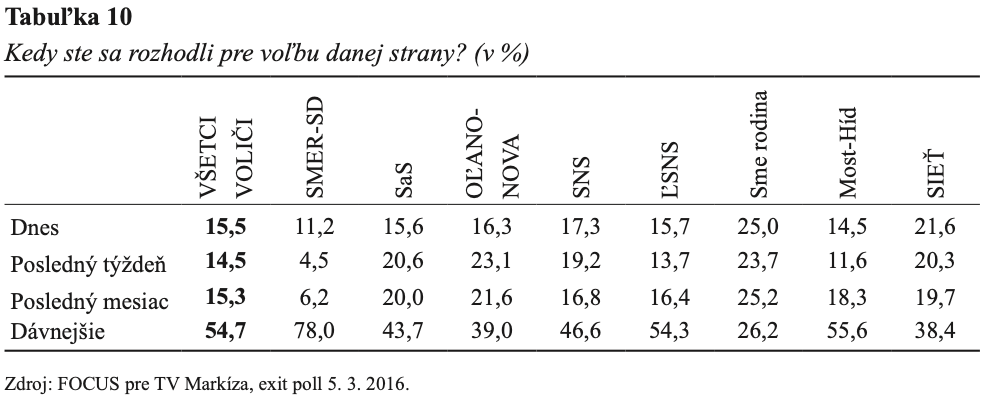 Tabuľka 10
Kedy ste sa rozhodli pre voľbu danej strany? (v %)
VŠETCI VOLIČI SMER-SD SaS OĽANO-NOVA SNS ĽSNS Sme rodina Most-Híd SIEŤ
Dnes 15,5 11,2 15,6 16,3 17,3 15,7 25,0 14,5 21,6
Posledný týždeň 14,5 4,5 20,6 23,1 19,2 13,7 23,7 11,6 20,3
Posledný mesiac 15,3 6,2 20,0 21,6 16,8 16,4 25,2 18,3 19,7
Dávnejšie 54,7 78,0 43,7 39,0 46,6 54,3 26,2 55,6 38,4
Zdroj: FOCUS pre TV Markíza, exit poll 5. 3. 2016.